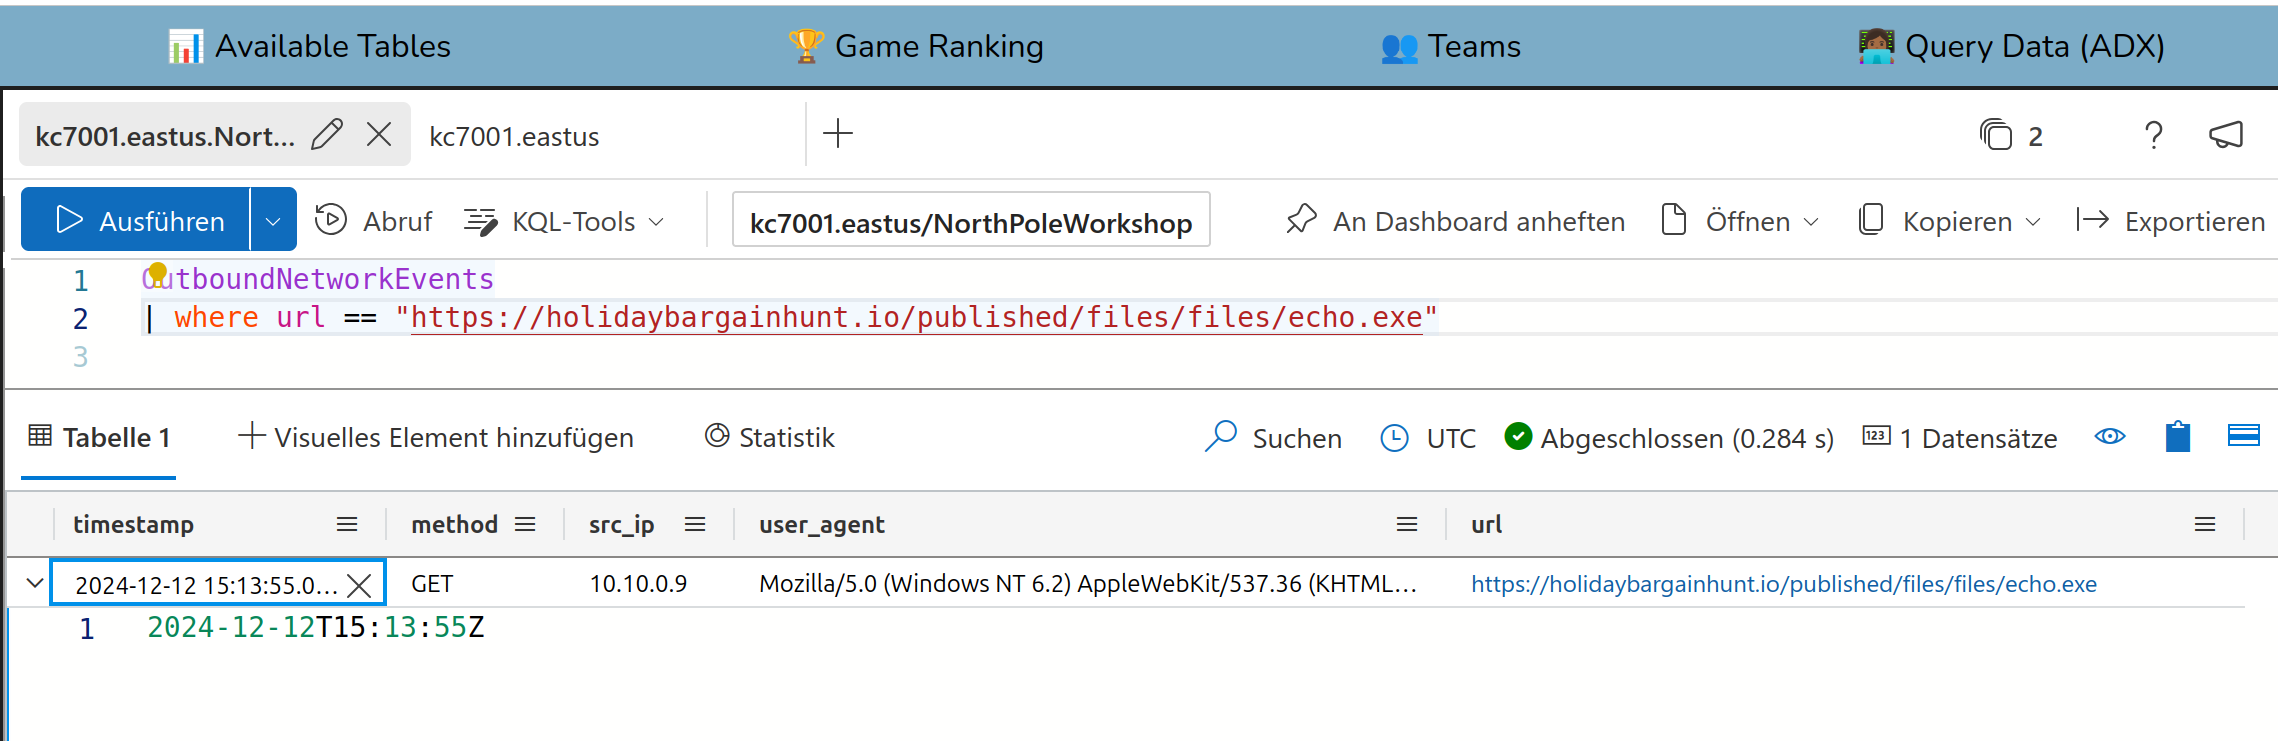 Available Tables Game Ranking Teams Query Data (ADX)
kc7001.eastus.Nort... kc7001.eastus 2
Ausführen Abruf KQL-Tools kc7001.eastus/NorthPoleWorkshop An Dashboard anheften Öffnen Kopieren Exportieren
1 OutboundNetworkEvents
2 | where url == "https://holidaybargainhunt.io/published/files/files/echo.exe"
3
Tabelle 1 Visuelles Element hinzufügen Statistik Suchen UTC Abgeschlossen (0.284 s) 123 1 Datensätze
timestamp method src_ip user_agent url
2024-12-12 15:13:55.0... GET 10.10.0.9 Mozilla/5.0 (Windows NT 6.2) AppleWebKit/537.36 (KHTML... https://holidaybargainhunt.io/published/files/files/echo.exe
1 2024-12-12T15:13:55Z